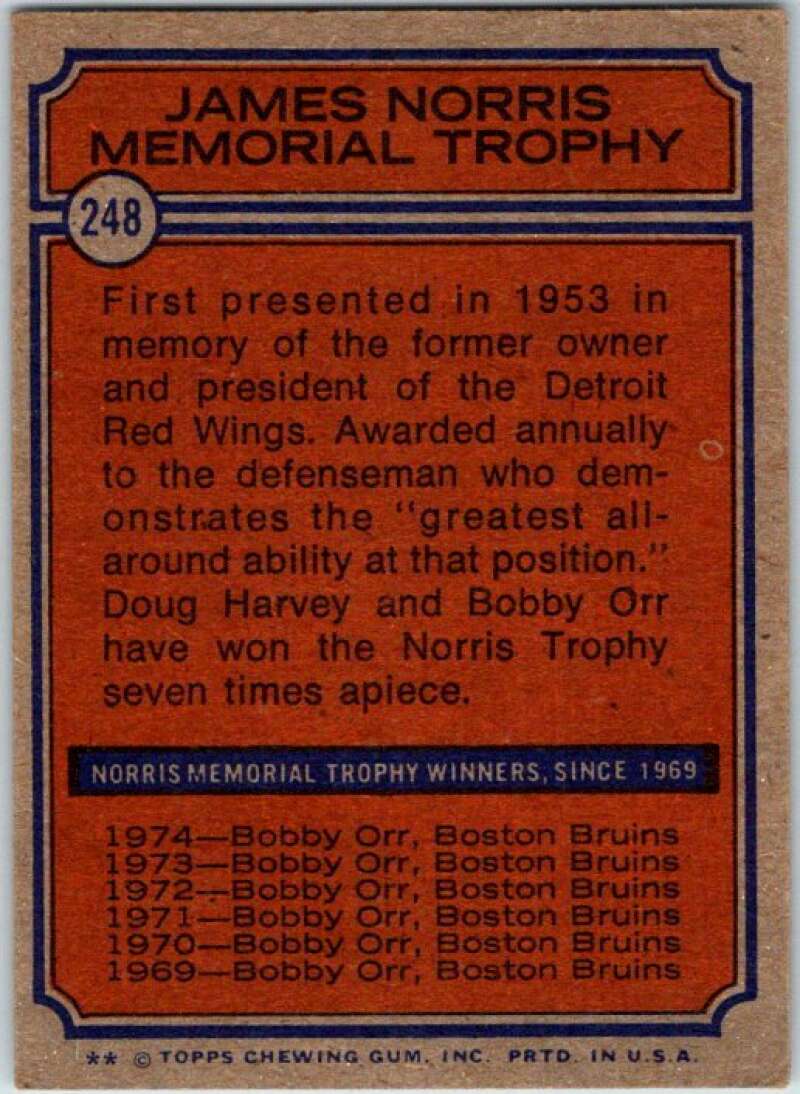 JAMES NORRIS
MEMORIAL TROPHY
248
First presented in 1953 in
memory of the former owner
and president of the Detroit
Red Wings. Awarded annually
to the defenseman who dem-
onstrates the "greatest all-
around ability at that position."
Doug Harvey and Bobby Orr
have won the Norris Trophy
seven times apiece.
NORRIS MEMORIAL TROPHY WINNERS, SINCE 1969
1974—Bobby Orr, Boston Bruins
1973—Bobby Orr, Boston Bruins
1972—Bobby Orr, Boston Bruins
1971—Bobby Orr, Boston Bruins
1970—Bobby Orr, Boston Bruins
1969—Bobby Orr, Boston Bruins
** © TOPPS CHEWING GUM, INC. PRTD. IN U.S.A.